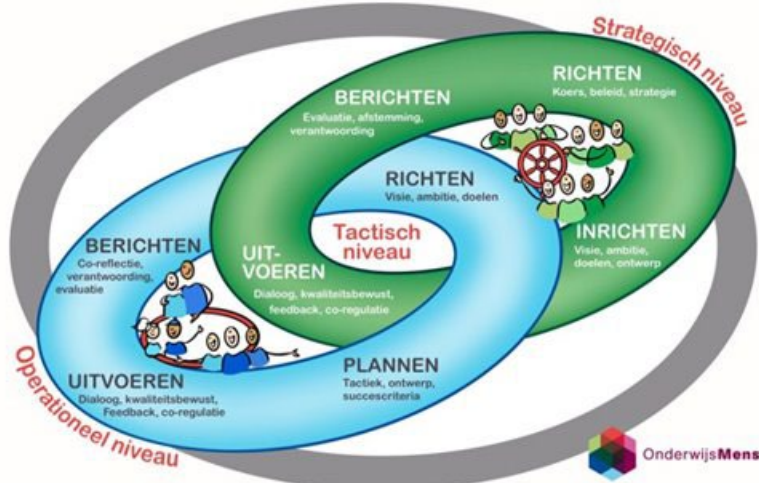 Strategisch niveau
RICHTEN
Koers, beleid, strategie
BERICHTEN
Evaluatie, afstemming,
verantwoording
RICHTEN
Visie, ambitie, doelen
Tactisch
niveau
INRICHTEN
Visie, ambitie,
doelen, ontwerp
BERICHTEN
Co-reflectie,
verantwoording,
evaluatie
UIT-
VOEREN
Dialoog, kwaliteitsbewust,
feedback, co-regulatie
PLANNEN
Tactiek, ontwerp,
succescriteria
UITVOEREN
Dialoog, kwaliteitsbewust,
Feedback, co-regulatie
Operationeel niveau
OnderwijsMens